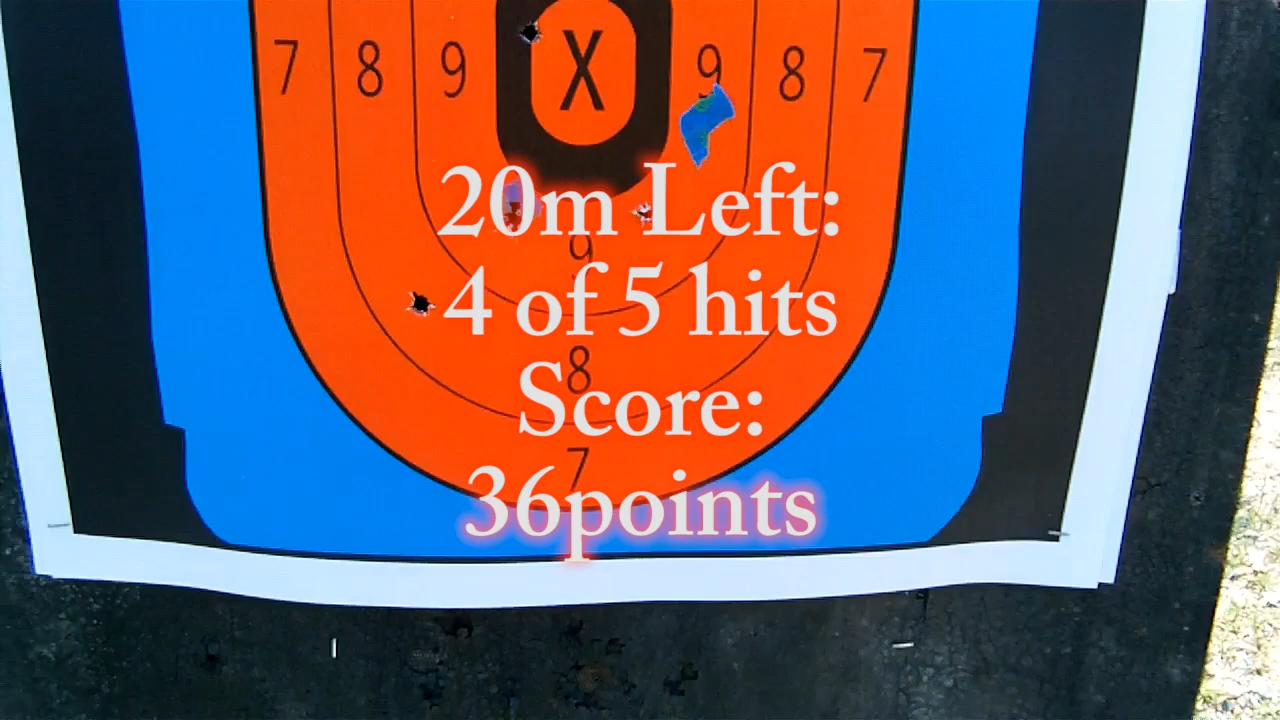 7 8 9 X 9 8 7
20m Left:
9
4 of 5 hits
8
Score:
7
36points